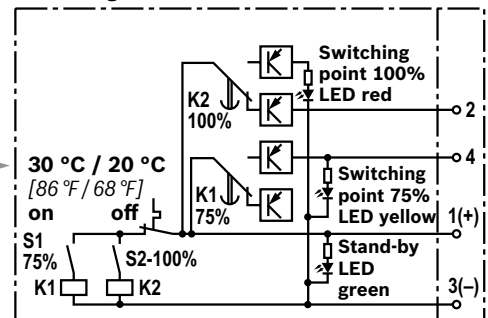 Switching
point 100%
LED red
K2
100%
2
4
30 °C / 20 °C
[86 °F / 68 °F]
on off
K1
75%
Switching
point 75%
LED yellow
1(+)
S1
75%
S2-100%
Stand-by
LED
green
K1
K2
3(–)